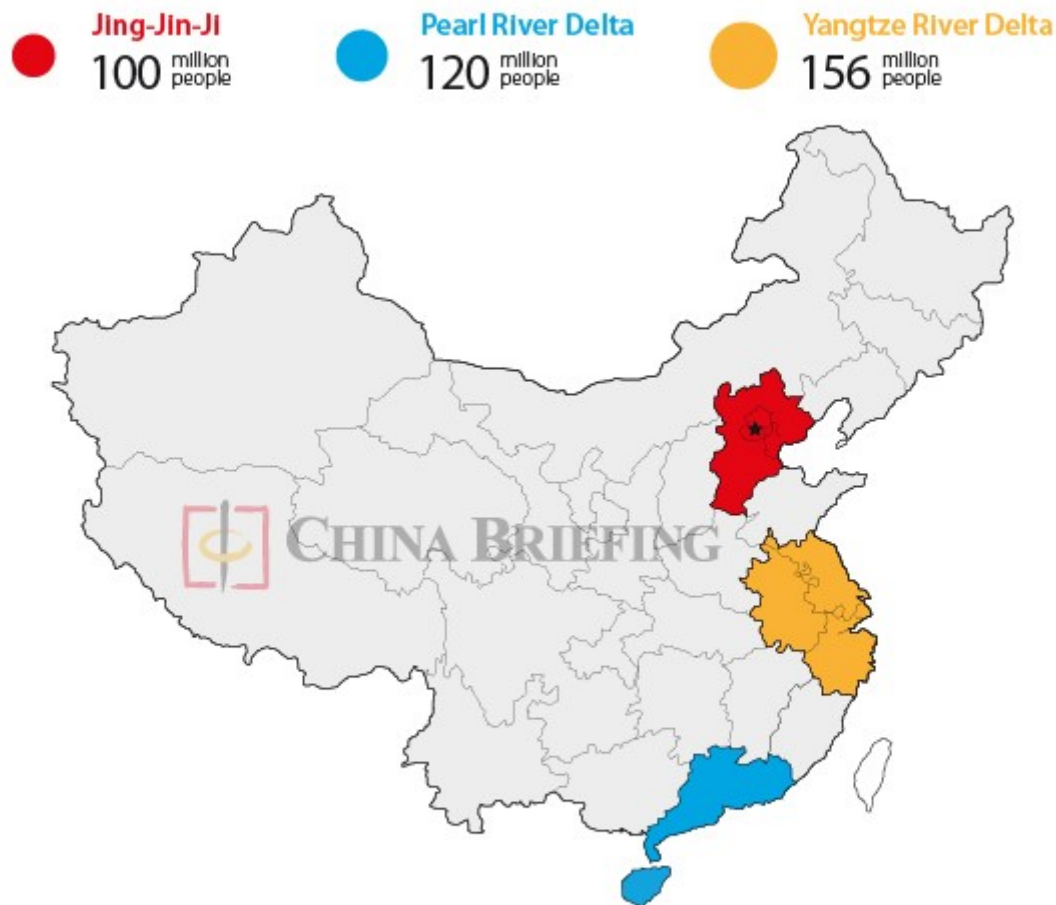 Jing-Jin-Ji
100 million people
Pearl River Delta
120 million people
Yangtze River Delta
156 million people
CHINA BRIEFING